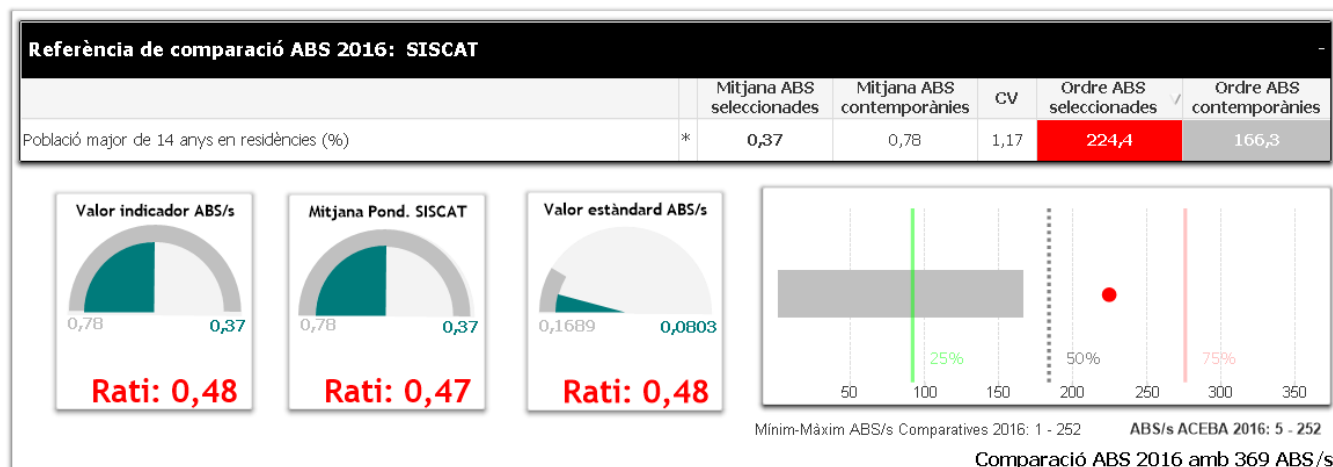 Referència de comparació ABS 2016: SISCAT -
Mitjana ABS seleccionades
Mitjana ABS contemporànies
CV
Ordre ABS seleccionades
Ordre ABS contemporànies
Població major de 14 anys en residències (%) * 0,37 0,78 1,17 224,4 166,3
Valor indicador ABS/s
0,78 0,37
Rati: 0,48
Mitjana Pond. SISCAT
0,78 0,37
Rati: 0,47
Valor estàndard ABS/s
0,1689 0,0803
Rati: 0,48
25% 50% 75%
50 100 150 200 250 300 350
Mínim-Màxim ABS/s Comparatives 2016: 1 - 252 ABS/s ACEBA 2016: 5 - 252
Comparació ABS 2016 amb 369 ABS/s